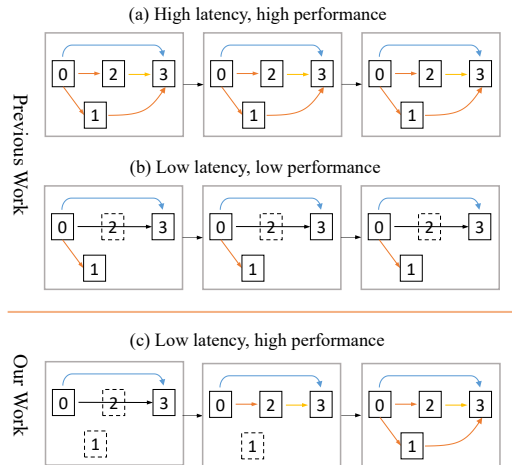 (a) High latency, high performance
Previous Work
0 2 3 0 2 3 0 2 3
1 1 1
(b) Low latency, low performance
0 2 3 0 2 3 0 2 3
1 1 1
(c) Low latency, high performance
Our Work
0 2 3 0 2 3 0 2 3
1 1 1